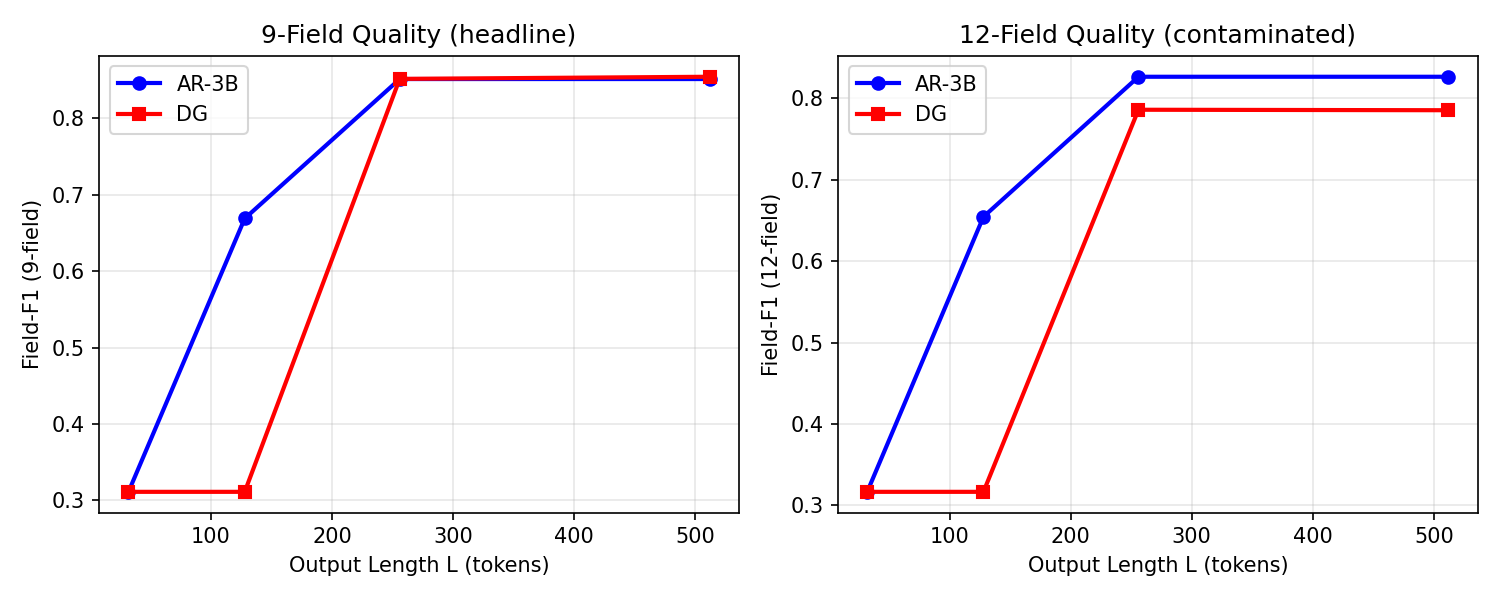 9-Field Quality (headline)
AR-3B
DG
0.8
0.7
0.6
0.5
0.4
0.3
Field-F1 (9-field)
100
200
300
400
500
Output Length L (tokens)
12-Field Quality (contaminated)
AR-3B
DG
0.8
0.7
0.6
0.5
0.4
0.3
Field-F1 (12-field)
100
200
300
400
500
Output Length L (tokens)